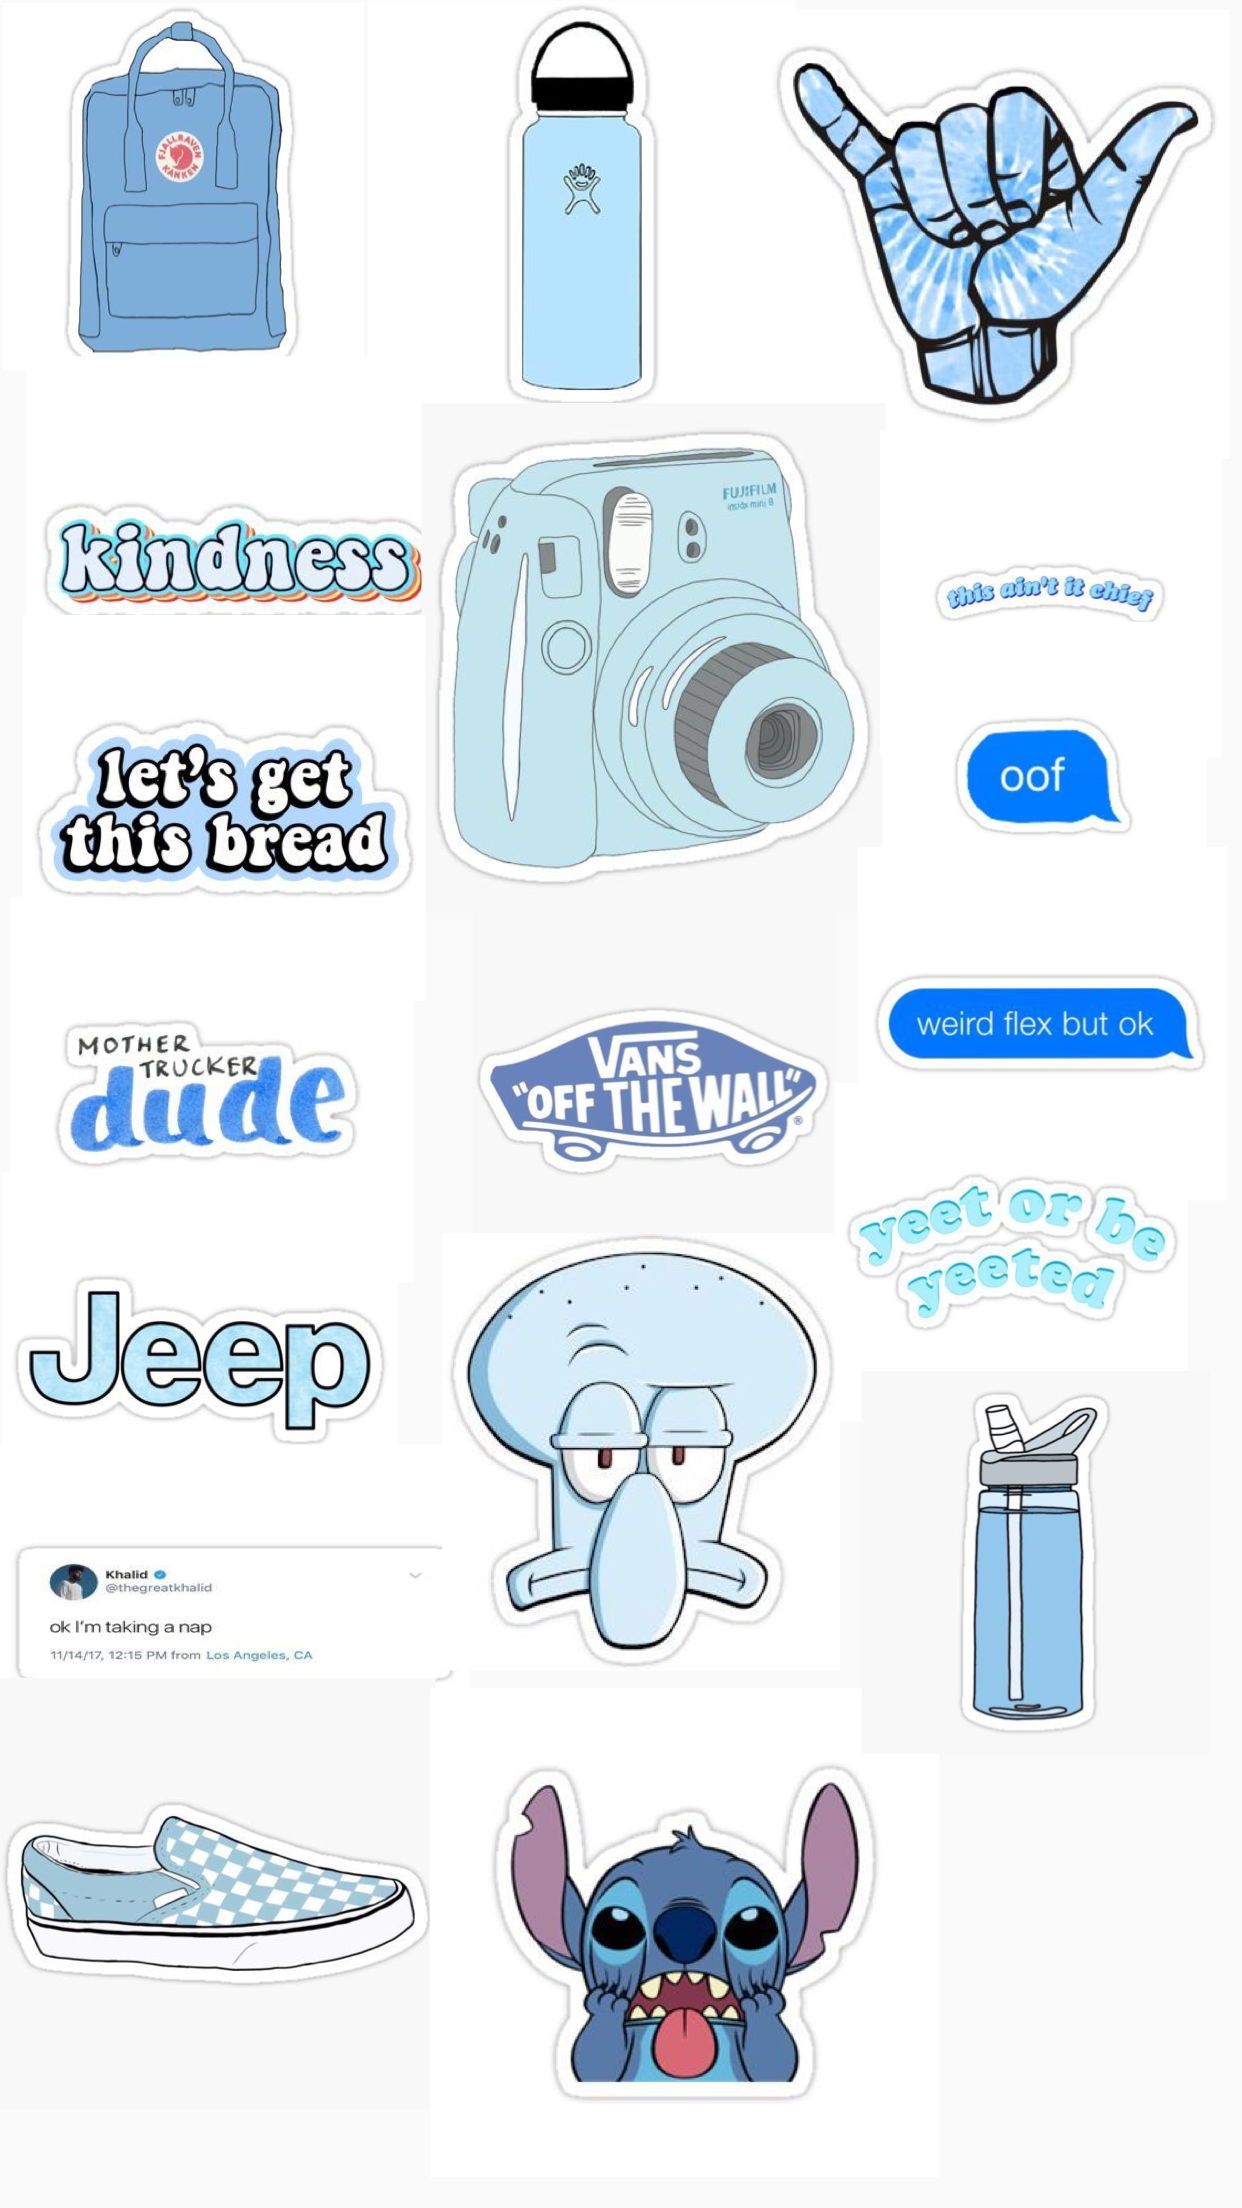 FJALLRAVEN
KANKEN
FUJIFILM
instax mini 8
kindness
this ain't it chief
let's get
this bread
oof
weird flex but ok
MOTHER
TRUCKER
dude
VANS
"OFF THE WALL"
®
yeet or be
yeeted
Jeep
Khalid
@thegreatkhalid
ok I'm taking a nap
11/14/17, 12:15 PM from Los Angeles, CA